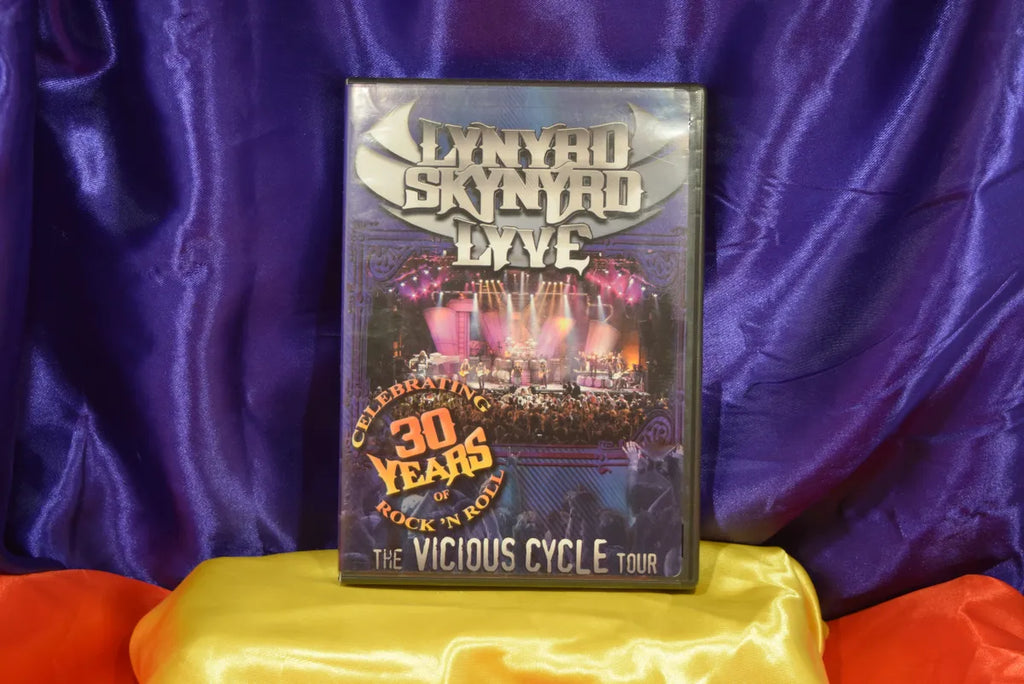 LYNYRD
SKYNYRD
LYVE
CELEBRATING
30
YEARS
OF
ROCK 'N ROLL
THE VICIOUS CYCLE TOUR